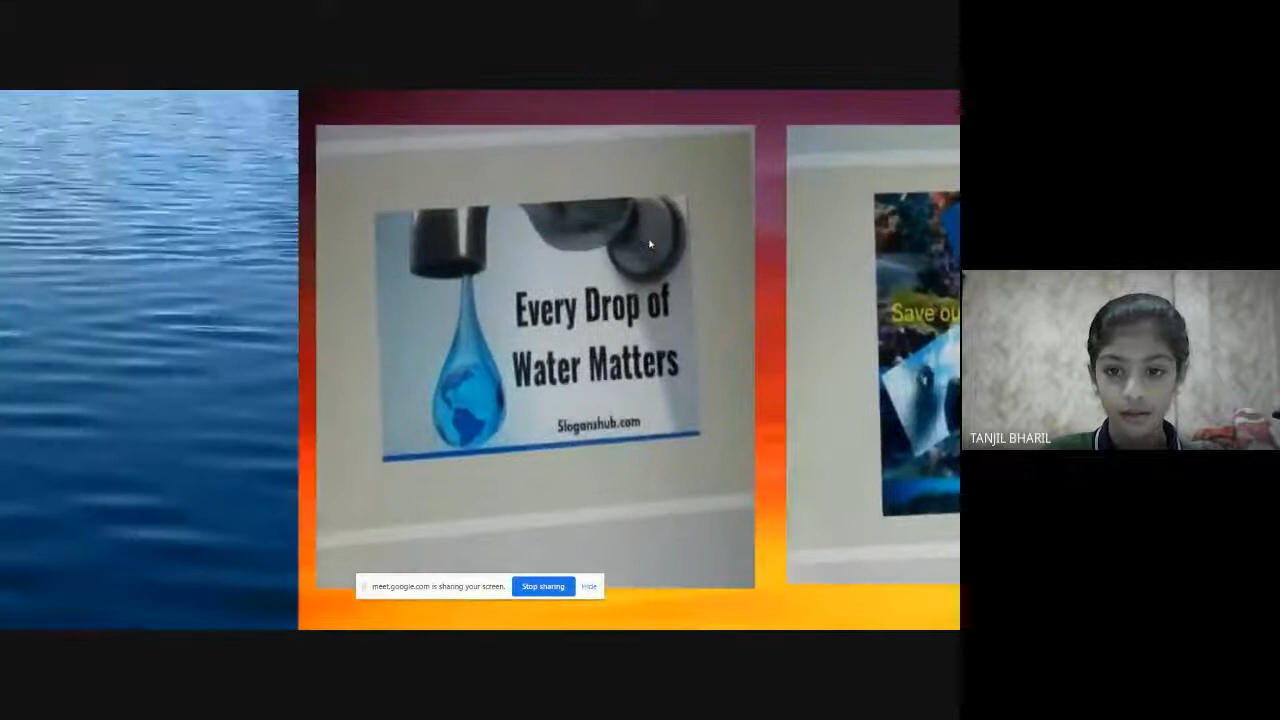 Every Drop of
Water Matters
Sloganshub.com
Save ou
meet.google.com is sharing your screen.
Stop sharing
Hide
TANJIL BHARIL